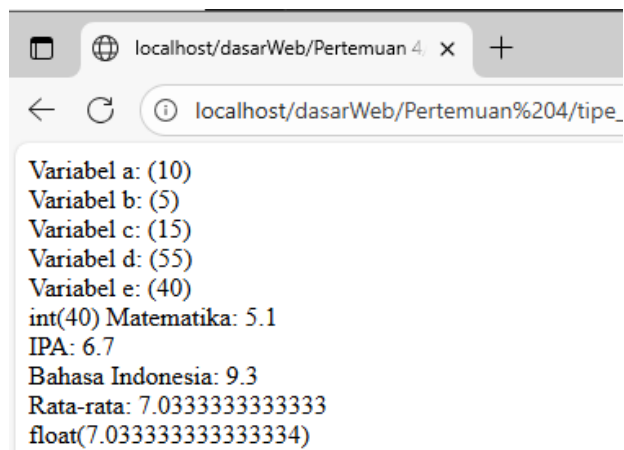 localhost/dasarWeb/Pertemuan 4/
localhost/dasarWeb/Pertemuan%204/tipe_
Variabel a: (10)
Variabel b: (5)
Variabel c: (15)
Variabel d: (55)
Variabel e: (40)
int(40) Matematika: 5.1
IPA: 6.7
Bahasa Indonesia: 9.3
Rata-rata: 7.0333333333333
float(7.033333333333334)